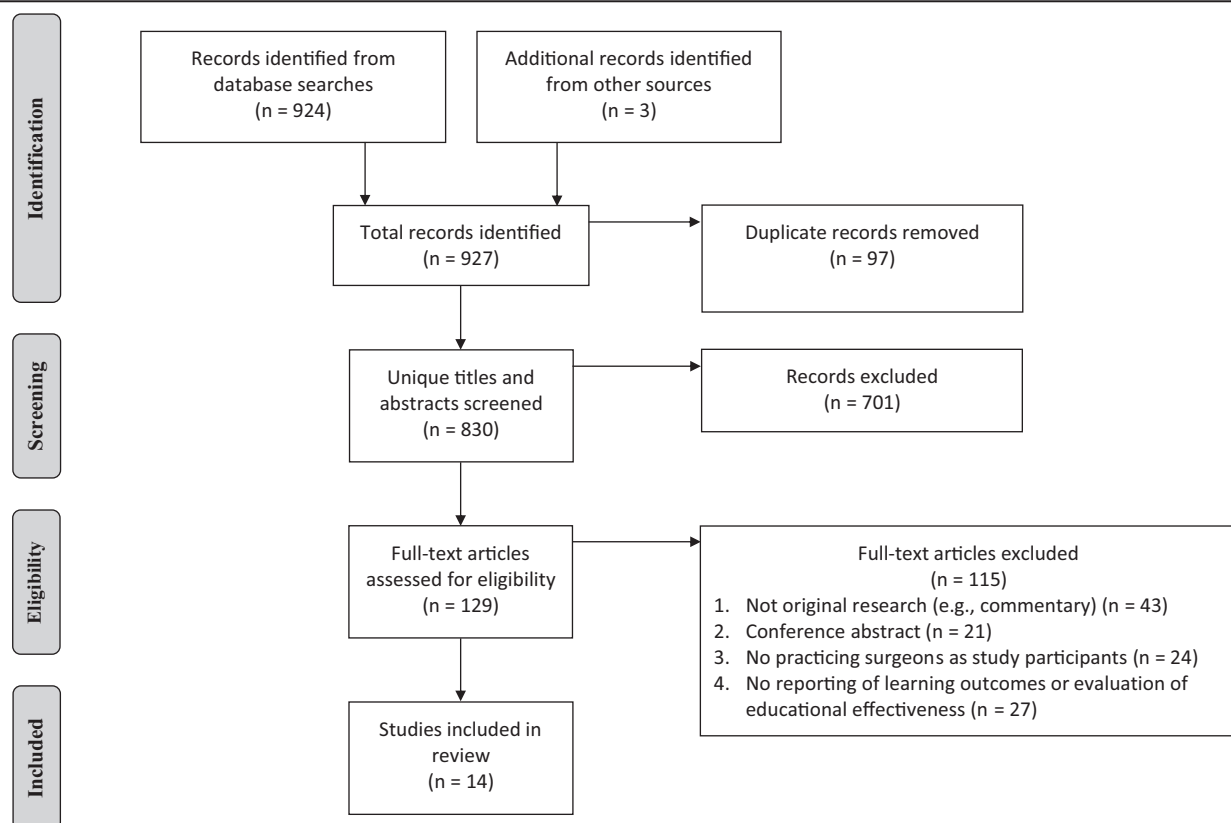 Identification
Records identified from
database searches
(n = 924)
Additional records identified
from other sources
(n = 3)
Total records identified
(n = 927)
Duplicate records removed
(n = 97)
Screening
Unique titles and
abstracts screened
(n = 830)
Records excluded
(n = 701)
Eligibility
Full-text articles
assessed for eligibility
(n = 129)
Full-text articles excluded
(n = 115)
1. Not original research (e.g., commentary) (n = 43)
2. Conference abstract (n = 21)
3. No practicing surgeons as study participants (n = 24)
4. No reporting of learning outcomes or evaluation of
educational effectiveness (n = 27)
Included
Studies included in
review
(n = 14)